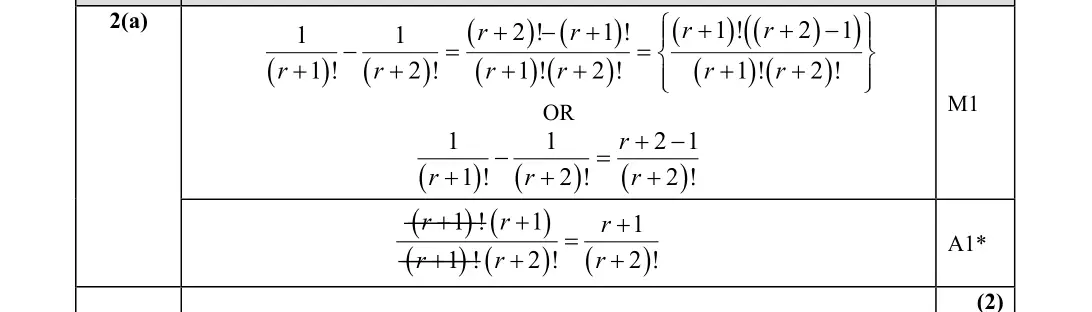 2(a)
1/(r+1)! − 1/(r+2)! = ((r+2)!−(r+1)!)/((r+1)!(r+2)!) = {((r+1)!((r+2)−1))/((r+1)!(r+2)!)}
M1
OR
1/(r+1)! − 1/(r+2)! = (r+2−1)/(r+2)!
((r+1)!(r+1))/((r+1)!(r+2)!) = (r+1)/(r+2)!
A1*
(2)